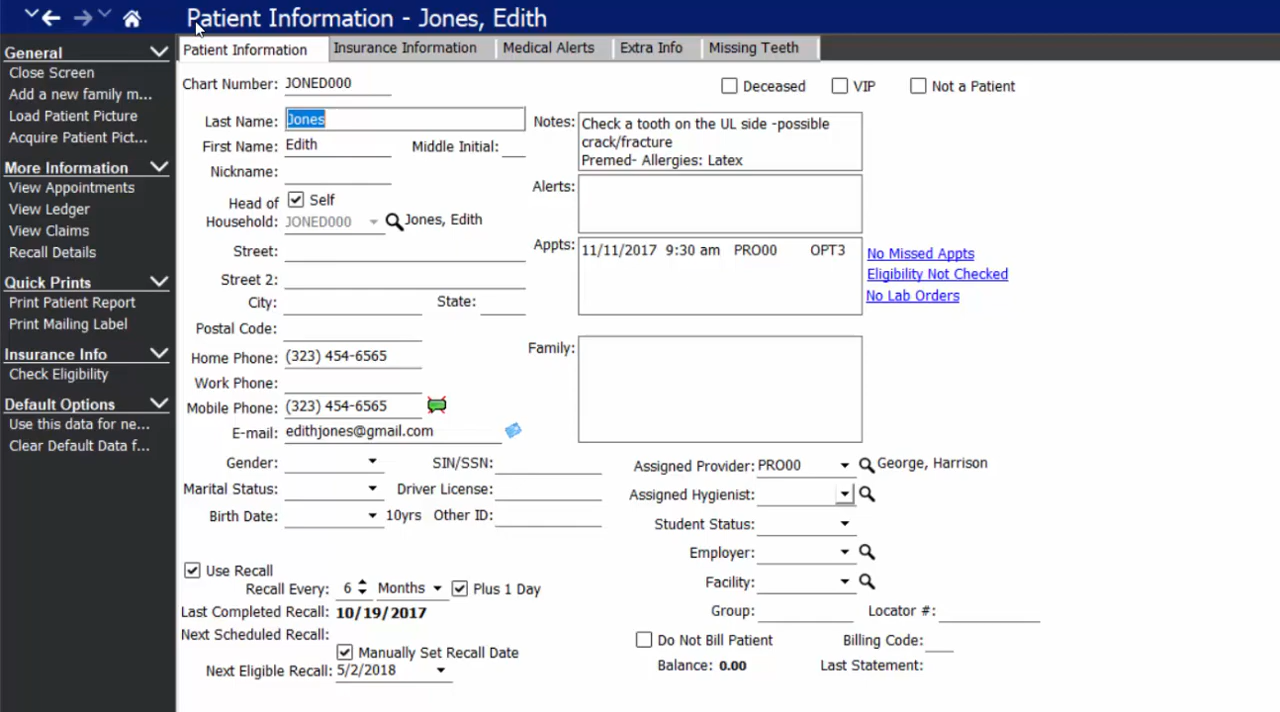 Patient Information - Jones, Edith
General
Close Screen
Add a new family m...
Load Patient Picture
Acquire Patient Pict...
More Information
View Appointments
View Ledger
View Claims
Recall Details
Quick Prints
Print Patient Report
Print Mailing Label
Insurance Info
Check Eligibility
Default Options
Use this data for ne...
Clear Default Data f...
Patient Information Insurance Information Medical Alerts Extra Info Missing Teeth
Chart Number: JONED000
Deceased VIP Not a Patient
Last Name: Jones
First Name: Edith Middle Initial:
Nickname:
Head of Household: Self
JONED000 Jones, Edith
Street:
Street 2:
City: State:
Postal Code:
Home Phone: (323) 454-6565
Work Phone:
Mobile Phone: (323) 454-6565
E-mail: edithjones@gmail.com
Notes: Check a tooth on the UL side -possible
crack/fracture
Premed- Allergies: Latex
Alerts:
Appts: 11/11/2017 9:30 am PRO00 OPT3
No Missed Appts
Eligibility Not Checked
No Lab Orders
Family:
Gender: SIN/SSN:
Marital Status: Driver License:
Birth Date: 10yrs Other ID:
Assigned Provider: PRO00 George, Harrison
Assigned Hygienist:
Student Status:
Employer:
Facility:
Group: Locator #:
Do Not Bill Patient Billing Code:
Balance: 0.00 Last Statement:
Use Recall
Recall Every: 6 Months Plus 1 Day
Last Completed Recall: 10/19/2017
Next Scheduled Recall:
Manually Set Recall Date
Next Eligible Recall: 5/2/2018